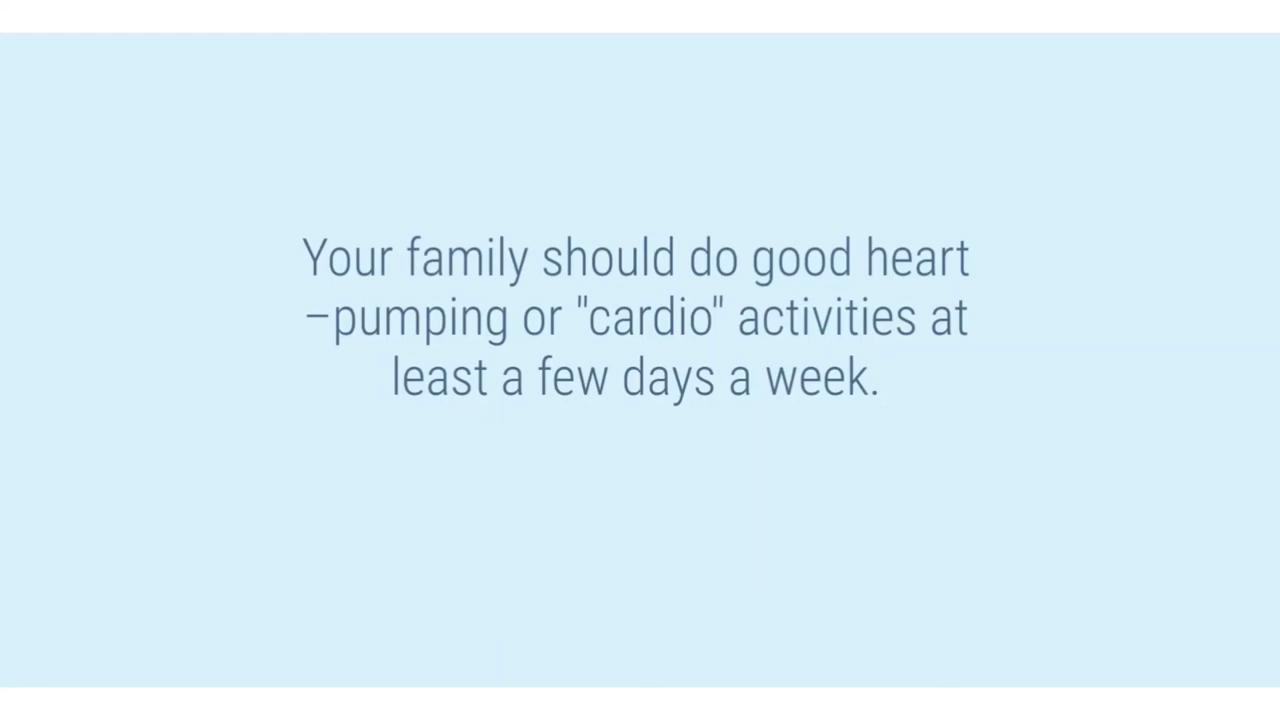 Your family should do good heart
–pumping or "cardio" activities at
least a few days a week.